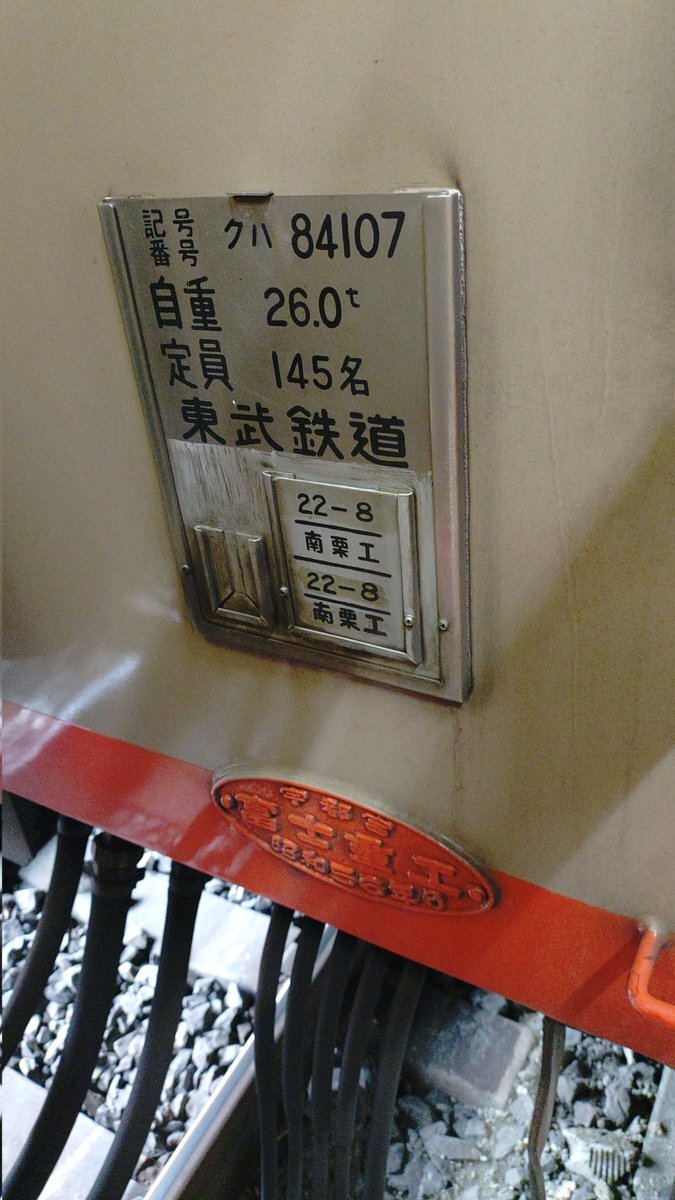 記号
番号 クハ 84107
自重 26.0t
定員 145名
東武鉄道
22-8
南栗工
22-8
南栗工
宇都宮
富士重工